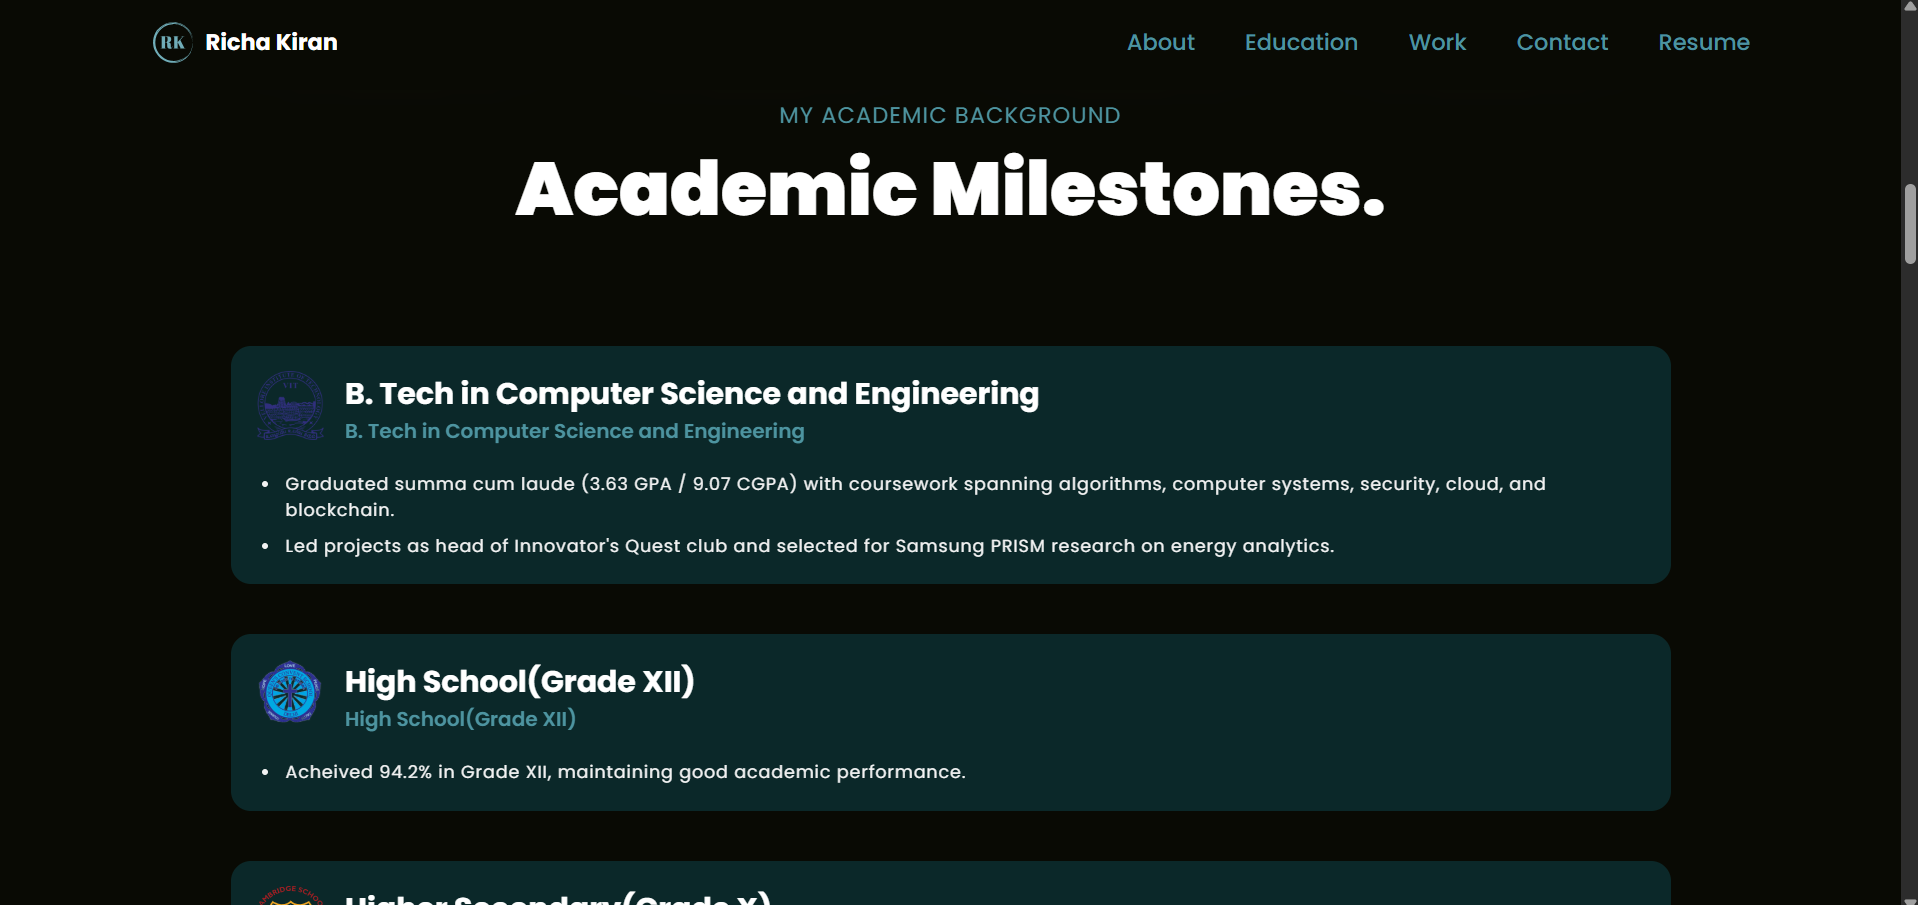 RK Richa Kiran About Education Work Contact Resume
MY ACADEMIC BACKGROUND
Academic Milestones.
VIT
B. Tech in Computer Science and Engineering
B. Tech in Computer Science and Engineering
• Graduated summa cum laude (3.63 GPA / 9.07 CGPA) with coursework spanning algorithms, computer systems, security, cloud, and
blockchain.
• Led projects as head of Innovator's Quest club and selected for Samsung PRISM research on energy analytics.
High School(Grade XII)
High School(Grade XII)
• Acheived 94.2% in Grade XII, maintaining good academic performance.
Higher Secondary(Grade X)